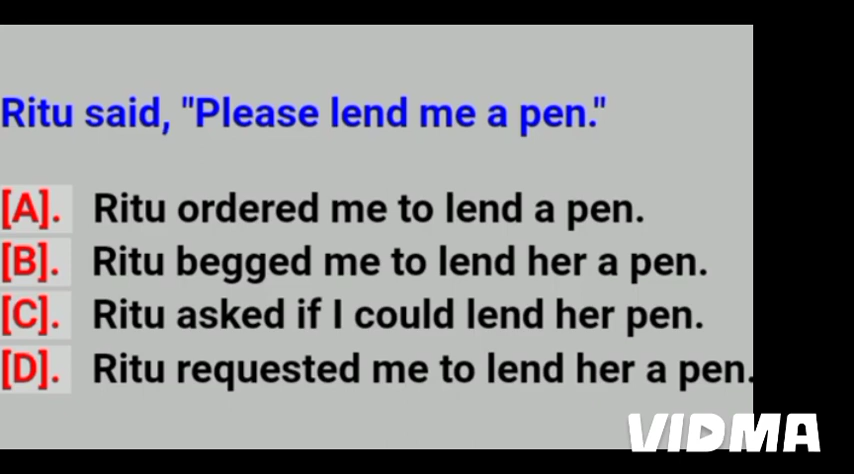 Ritu said, "Please lend me a pen."
[A]. Ritu ordered me to lend a pen.
[B]. Ritu begged me to lend her a pen.
[C]. Ritu asked if I could lend her pen.
[D]. Ritu requested me to lend her a pen.
VIDMA